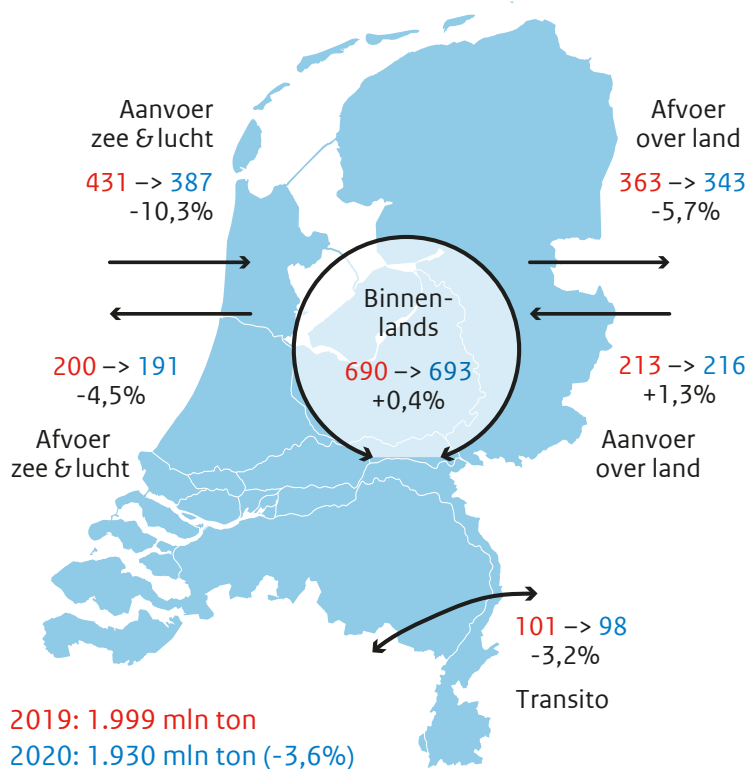 Aanvoer
zee & lucht
431 –> 387
-10,3%
Afvoer
over land
363 –> 343
-5,7%
Binnen-
lands
690 –> 693
+0,4%
200 –> 191
-4,5%
Afvoer
zee & lucht
213 –> 216
+1,3%
Aanvoer
over land
101 –> 98
-3,2%
Transito
2019: 1.999 mln ton
2020: 1.930 mln ton (-3,6%)